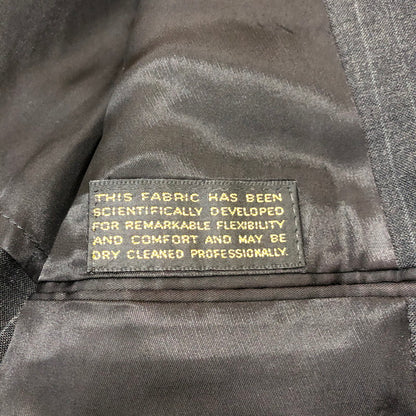 THIS FABRIC HAS BEEN
SCIENTIFICALLY DEVELOPED
FOR REMARKABLE FLEXIBILITY
AND COMFORT AND MAY BE
DRY CLEANED PROFESSIONALLY.